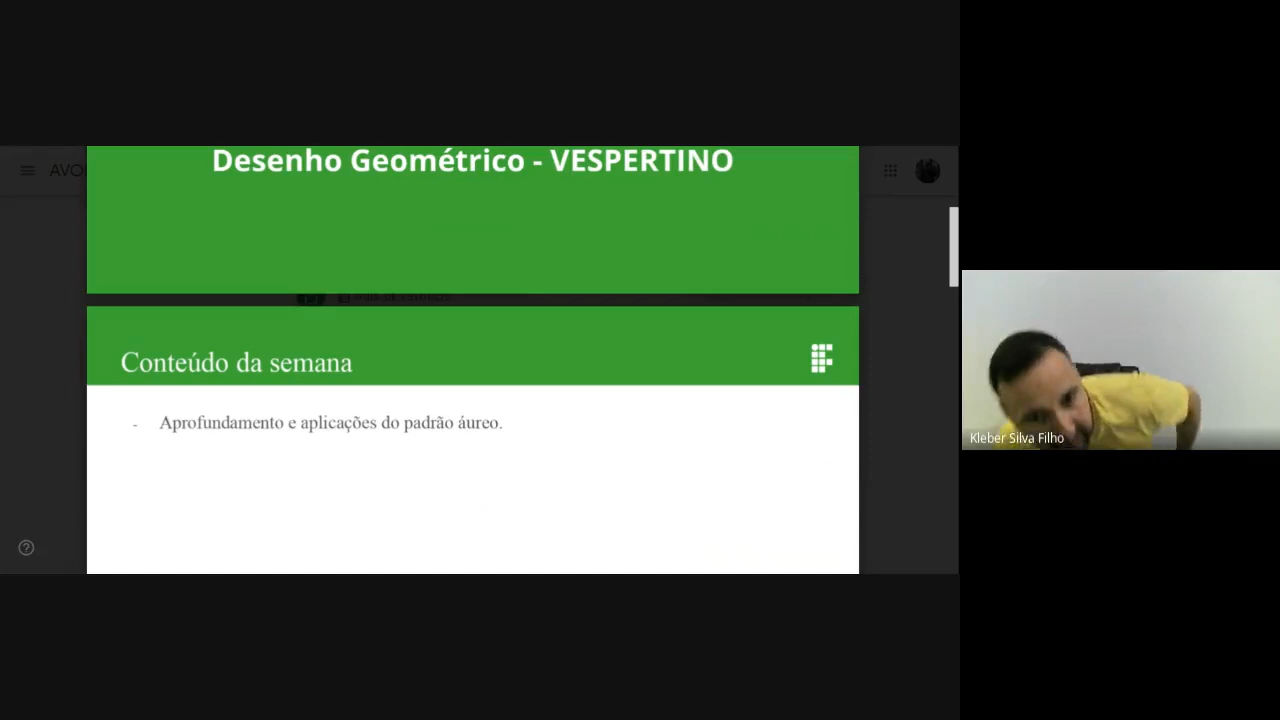 Desenho Geométrico - VESPERTINO
AVO
Conteúdo da semana
- Aprofundamento e aplicações do padrão áureo.
Kleber Silva Filho